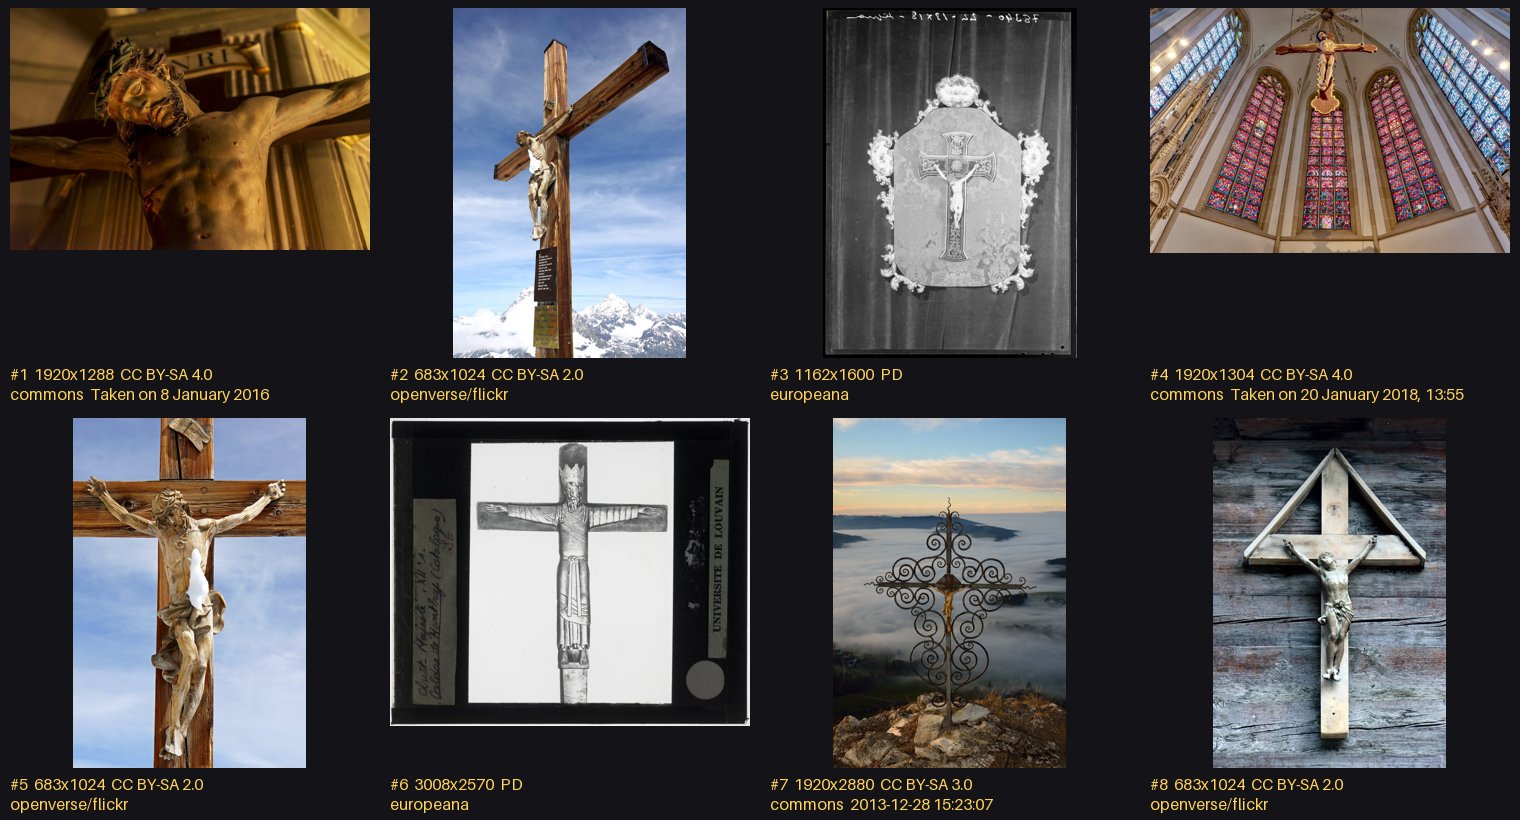 NRI
#1 1920x1288 CC BY-SA 4.0
commons Taken on 8 January 2016
#2 683x1024 CC BY-SA 2.0
openverse/flickr
#3 1162x1600 PD
europeana
#4 1920x1304 CC BY-SA 4.0
commons Taken on 20 January 2018, 13:55
UNIVERSITE DE LOUVAIN
#5 683x1024 CC BY-SA 2.0
openverse/flickr
#6 3008x2570 PD
europeana
#7 1920x2880 CC BY-SA 3.0
commons 2013-12-28 15:23:07
#8 683x1024 CC BY-SA 2.0
openverse/flickr